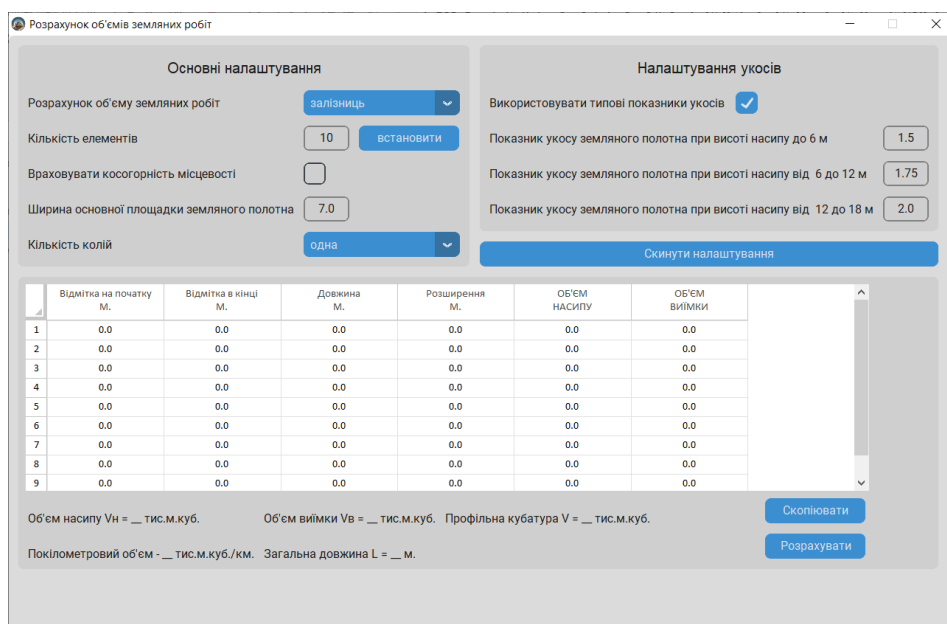 Розрахунок об'ємів земляних робіт
Основні налаштування
Розрахунок об'єму земляних робіт залізниць
Кількість елементів 10 встановити
Враховувати косогорність місцевості
Ширина основної площадки земляного полотна 7.0
Кількість колій одна
Налаштування укосів
Використовувати типові показники укосів
Показник укосу земляного полотна при висоті насипу до 6 м 1.5
Показник укосу земляного полотна при висоті насипу від 6 до 12 м 1.75
Показник укосу земляного полотна при висоті насипу від 12 до 18 м 2.0
Скинути налаштування
Відмітка на початку Відмітка в кінці Довжина Розширення ОБ'ЄМ ОБ'ЄМ
М. М. М. М. НАСИПУ ВИЇМКИ
1 0.0 0.0 0.0 0.0 0.0 0.0
2 0.0 0.0 0.0 0.0 0.0 0.0
3 0.0 0.0 0.0 0.0 0.0 0.0
4 0.0 0.0 0.0 0.0 0.0 0.0
5 0.0 0.0 0.0 0.0 0.0 0.0
6 0.0 0.0 0.0 0.0 0.0 0.0
7 0.0 0.0 0.0 0.0 0.0 0.0
8 0.0 0.0 0.0 0.0 0.0 0.0
9 0.0 0.0 0.0 0.0 0.0 0.0
Об'єм насипу Vн = __ тис.м.куб. Об'єм виїмки Vв = __ тис.м.куб. Профільна кубатура V = __ тис.м.куб.
Скопіювати
Покілометровий об'єм - __ тис.м.куб./км. Загальна довжина L = __ м.
Розрахувати